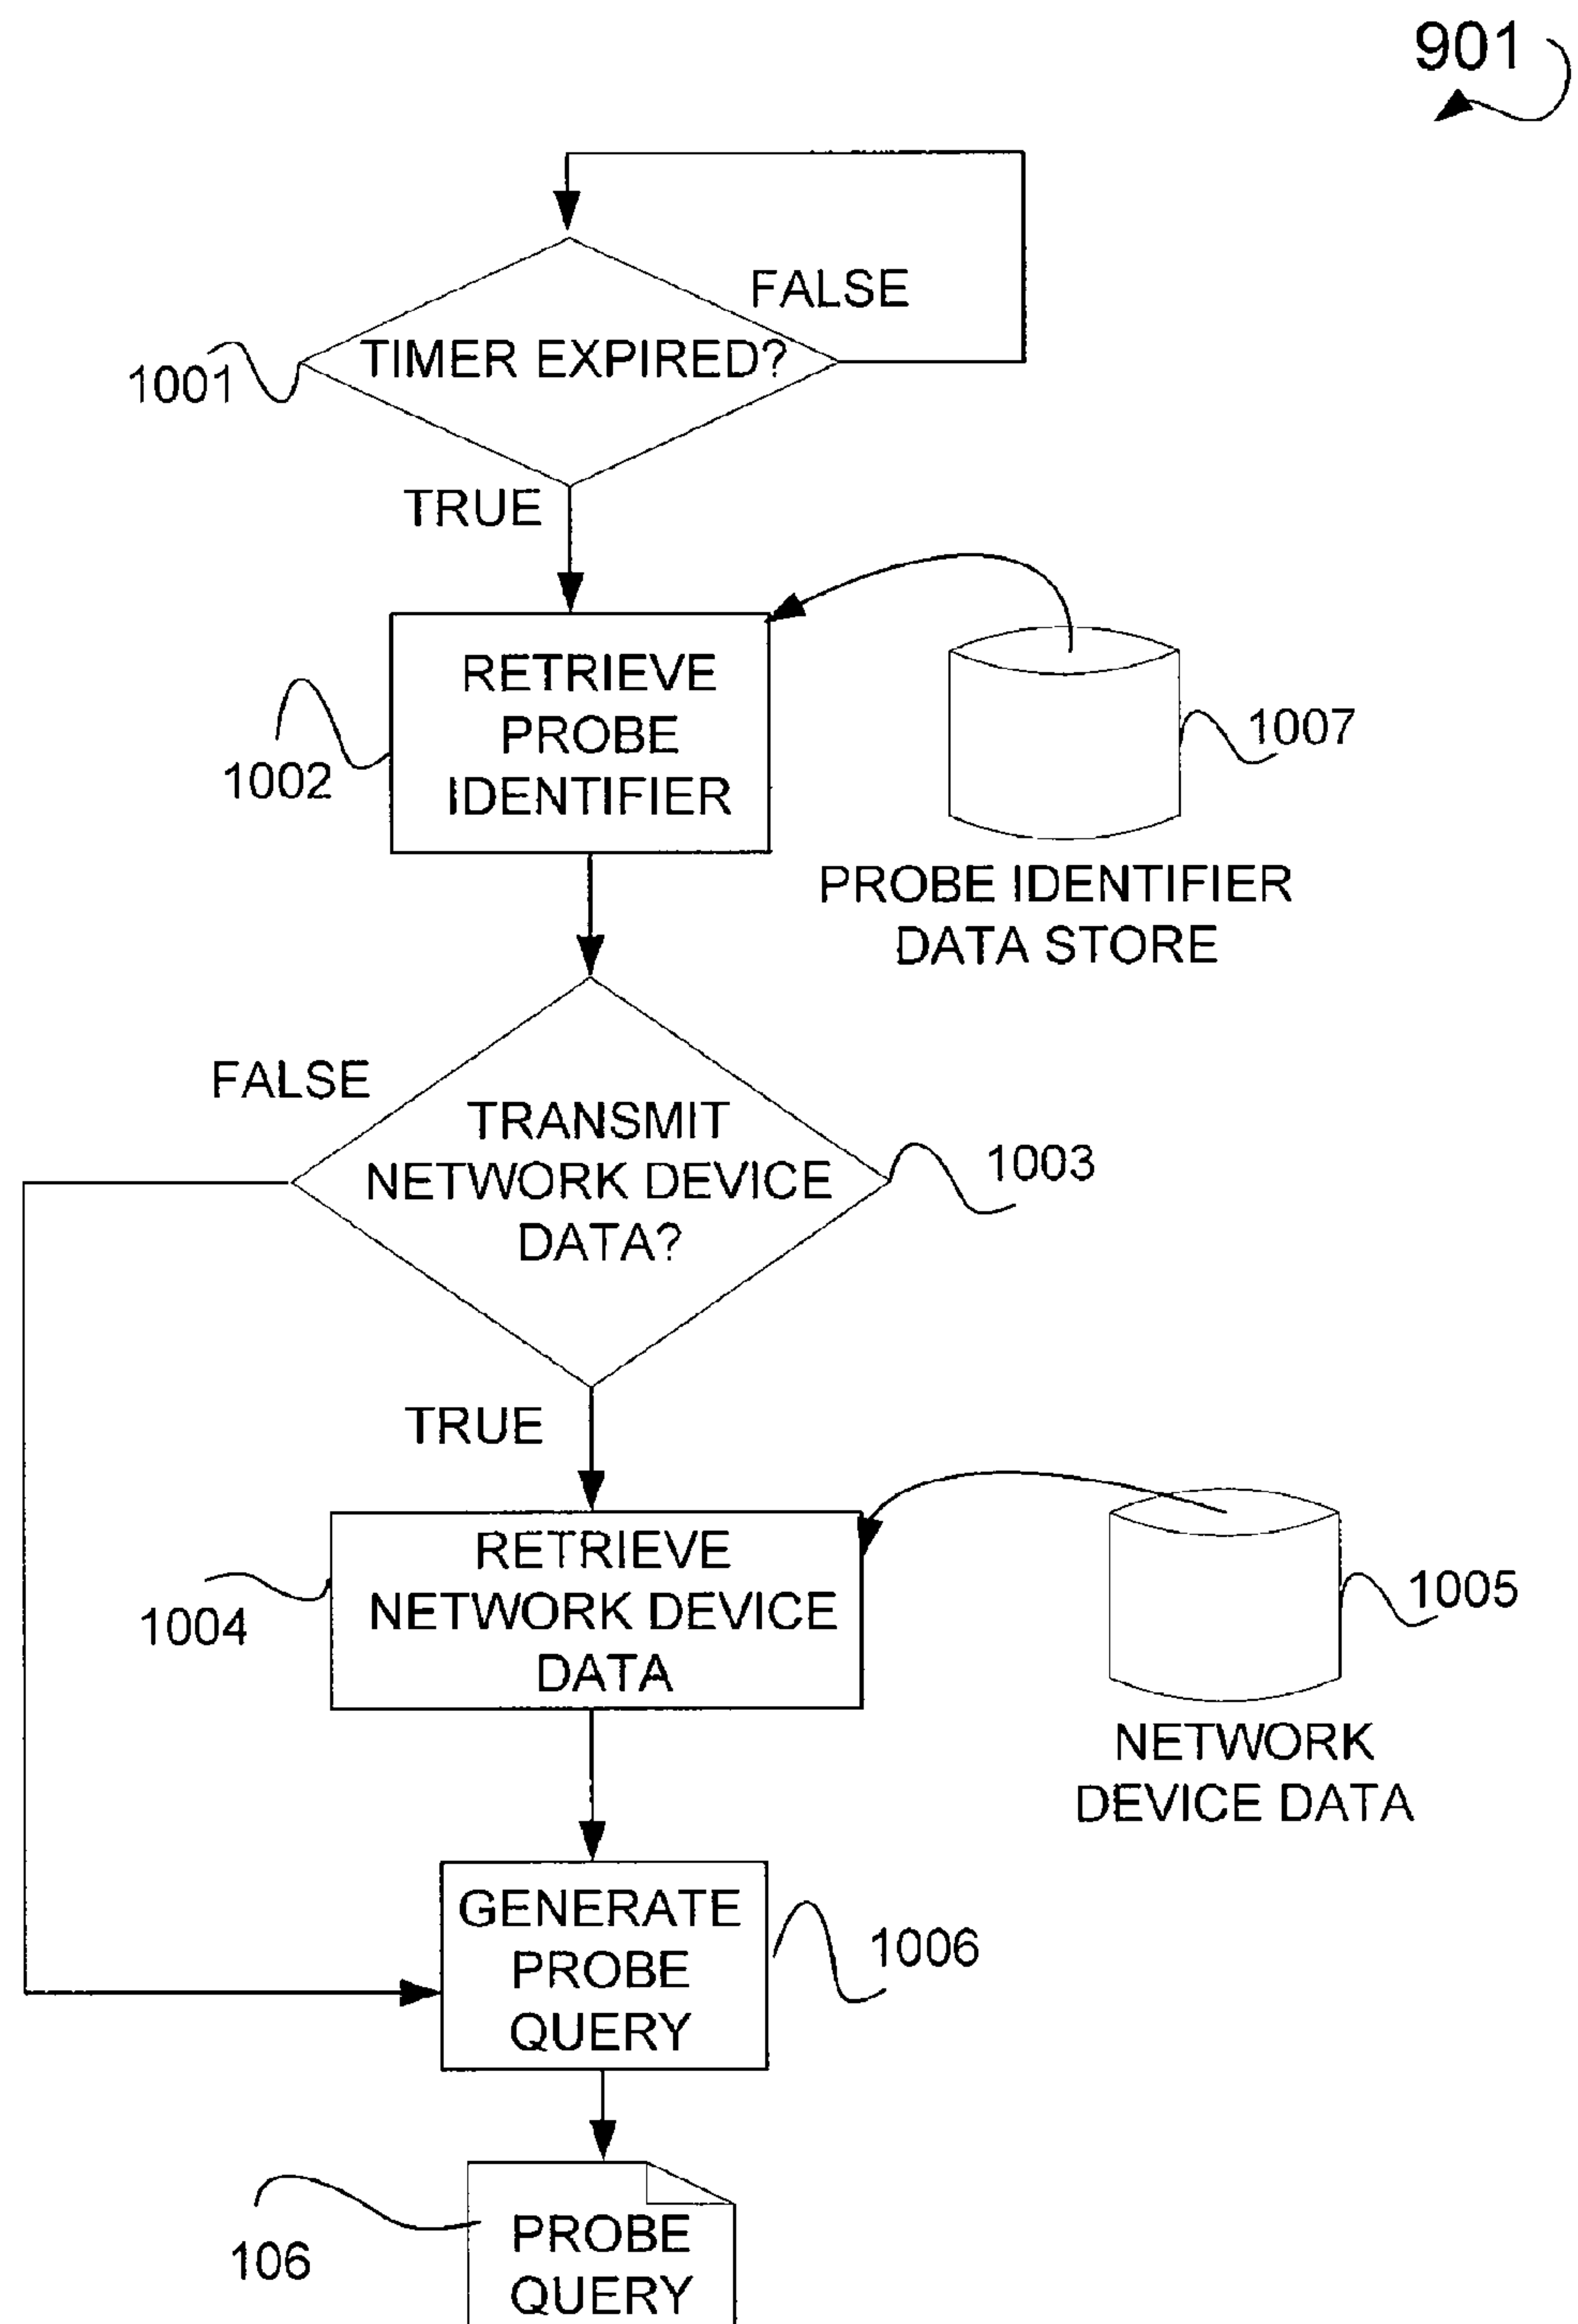 901
FALSE
TIMER EXPIRED?
1001
TRUE
RETRIEVE
PROBE
IDENTIFIER
1002
1007
PROBE IDENTIFIER
DATA STORE
FALSE
TRANSMIT
NETWORK DEVICE
DATA?
1003
TRUE
RETRIEVE
NETWORK DEVICE
DATA
1004
1005
NETWORK
DEVICE DATA
GENERATE
PROBE
QUERY
1006
PROBE
QUERY
106